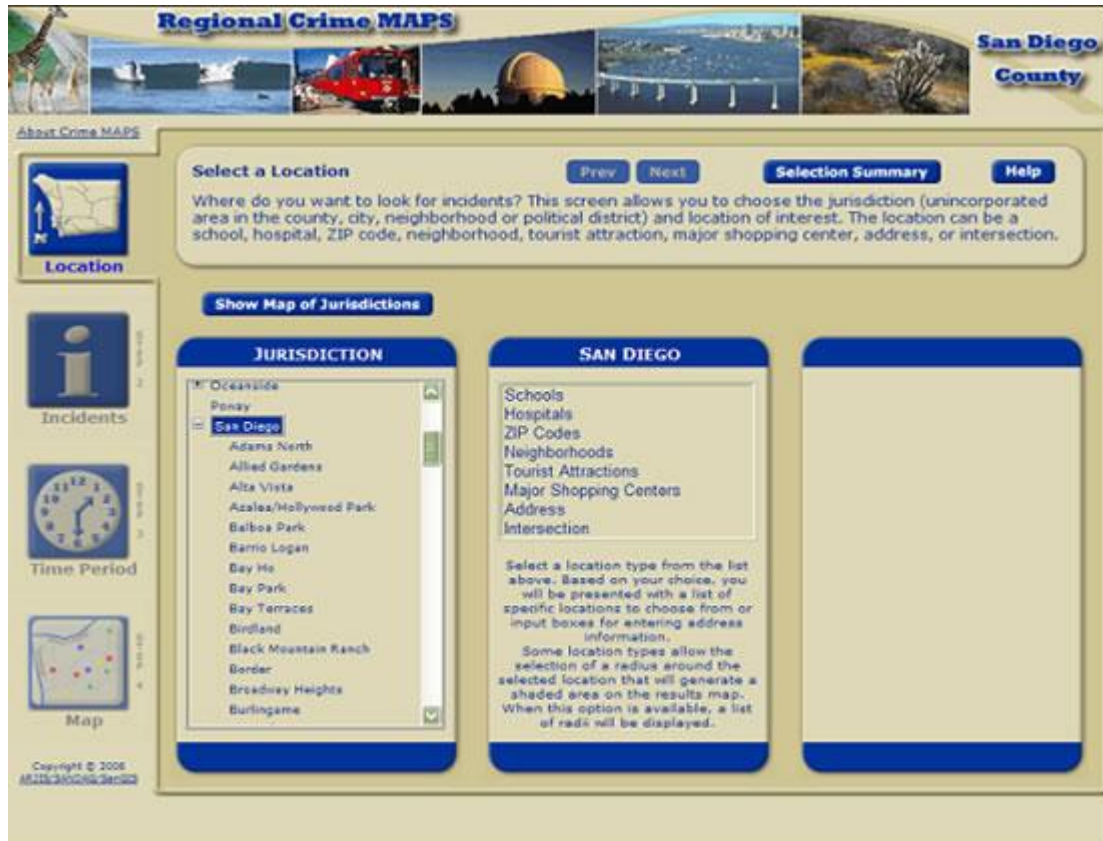 Regional Crime MAPS
San Diego
County
About Crime MAPS
Location
Incidents
Time Period
Map
Copyright © 2006
ARJIS/SANDAG/SanGIS
Select a Location
Prev
Next
Selection Summary
Help
Where do you want to look for incidents? This screen allows you to choose the jurisdiction (unincorporated
area in the county, city, neighborhood or political district) and location of interest. The location can be a
school, hospital, ZIP code, neighborhood, tourist attraction, major shopping center, address, or intersection.
Show Map of Jurisdictions
JURISDICTION
Oceanside
Poway
San Diego
Adams North
Allied Gardens
Alta Vista
Azalea/Hollywood Park
Balboa Park
Barrio Logan
Bay Ho
Bay Park
Bay Terraces
Birdland
Black Mountain Ranch
Border
Broadway Heights
Burlingame
SAN DIEGO
Schools
Hospitals
ZIP Codes
Neighborhoods
Tourist Attractions
Major Shopping Centers
Address
Intersection
Select a location type from the list
above. Based on your choice, you
will be presented with a list of
specific locations to choose from or
input boxes for entering address
information.
Some location types allow the
selection of a radius around the
selected location that will generate a
shaded area on the results map.
When this option is available, a list
of radii will be displayed.